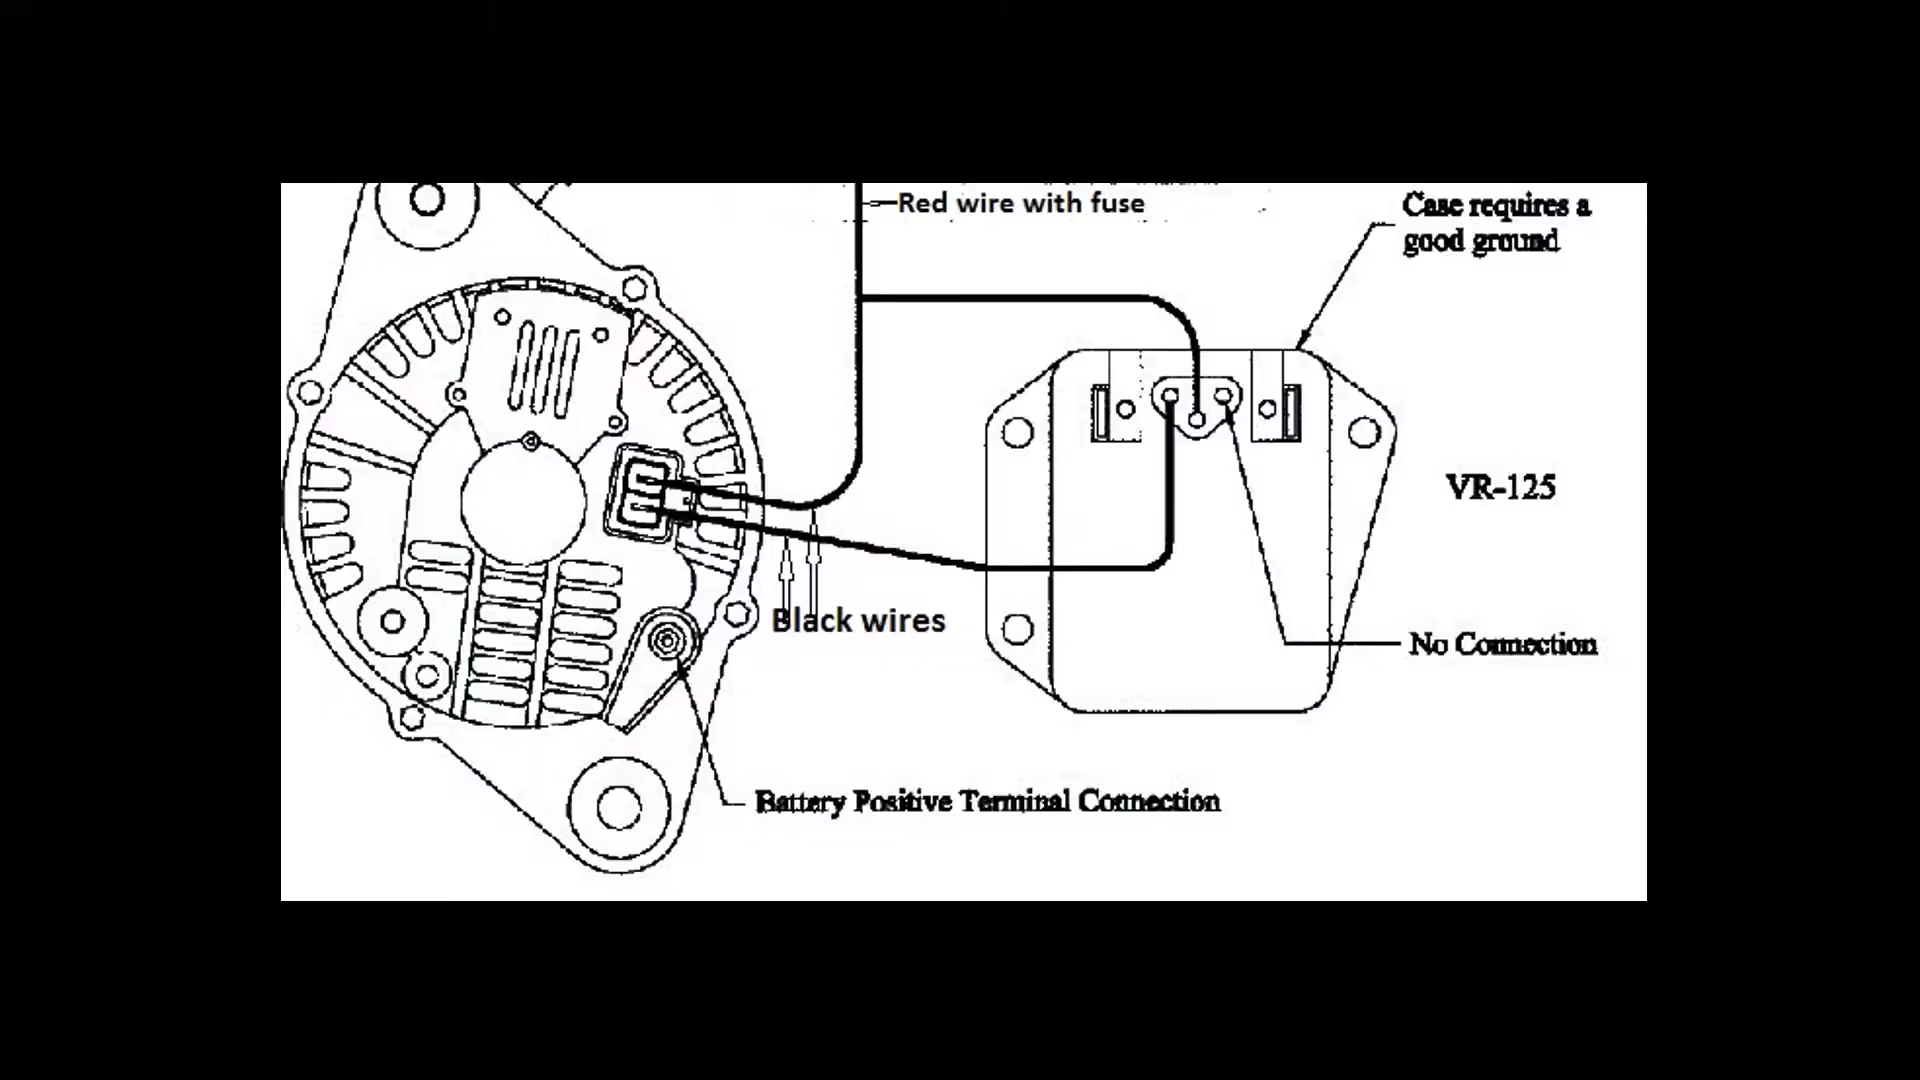 Red wire with fuse
Case requires a
good ground
VR-125
Black wires
No Connection
Battery Positive Terminal Connection